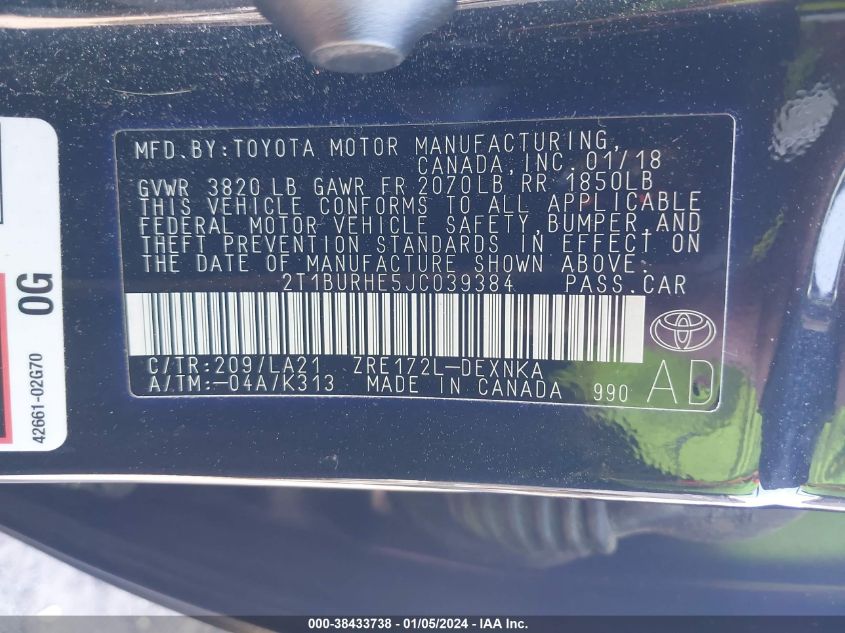 MFD.BY:TOYOTA MOTOR MANUFACTURING,
CANADA,INC. 01/18
GVWR 3820 LB GAWR FR 2070LB RR 1850LB
THIS VEHICLE CONFORMS TO ALL APPLICABLE
FEDERAL MOTOR VEHICLE SAFETY,BUMPER,AND
THEFT PREVENTION STANDARDS IN EFFECT ON
THE DATE OF MANUFACTURE SHOWN ABOVE.
2T1BURHE5JC039384 PASS.CAR
C/TR:209/LA21 ZRE172L-DEXNKA
A/TM:-04A/K313 MADE IN CANADA 990 AD
0G
42661-02G70
000-38433738 - 01/05/2024 - IAA Inc.